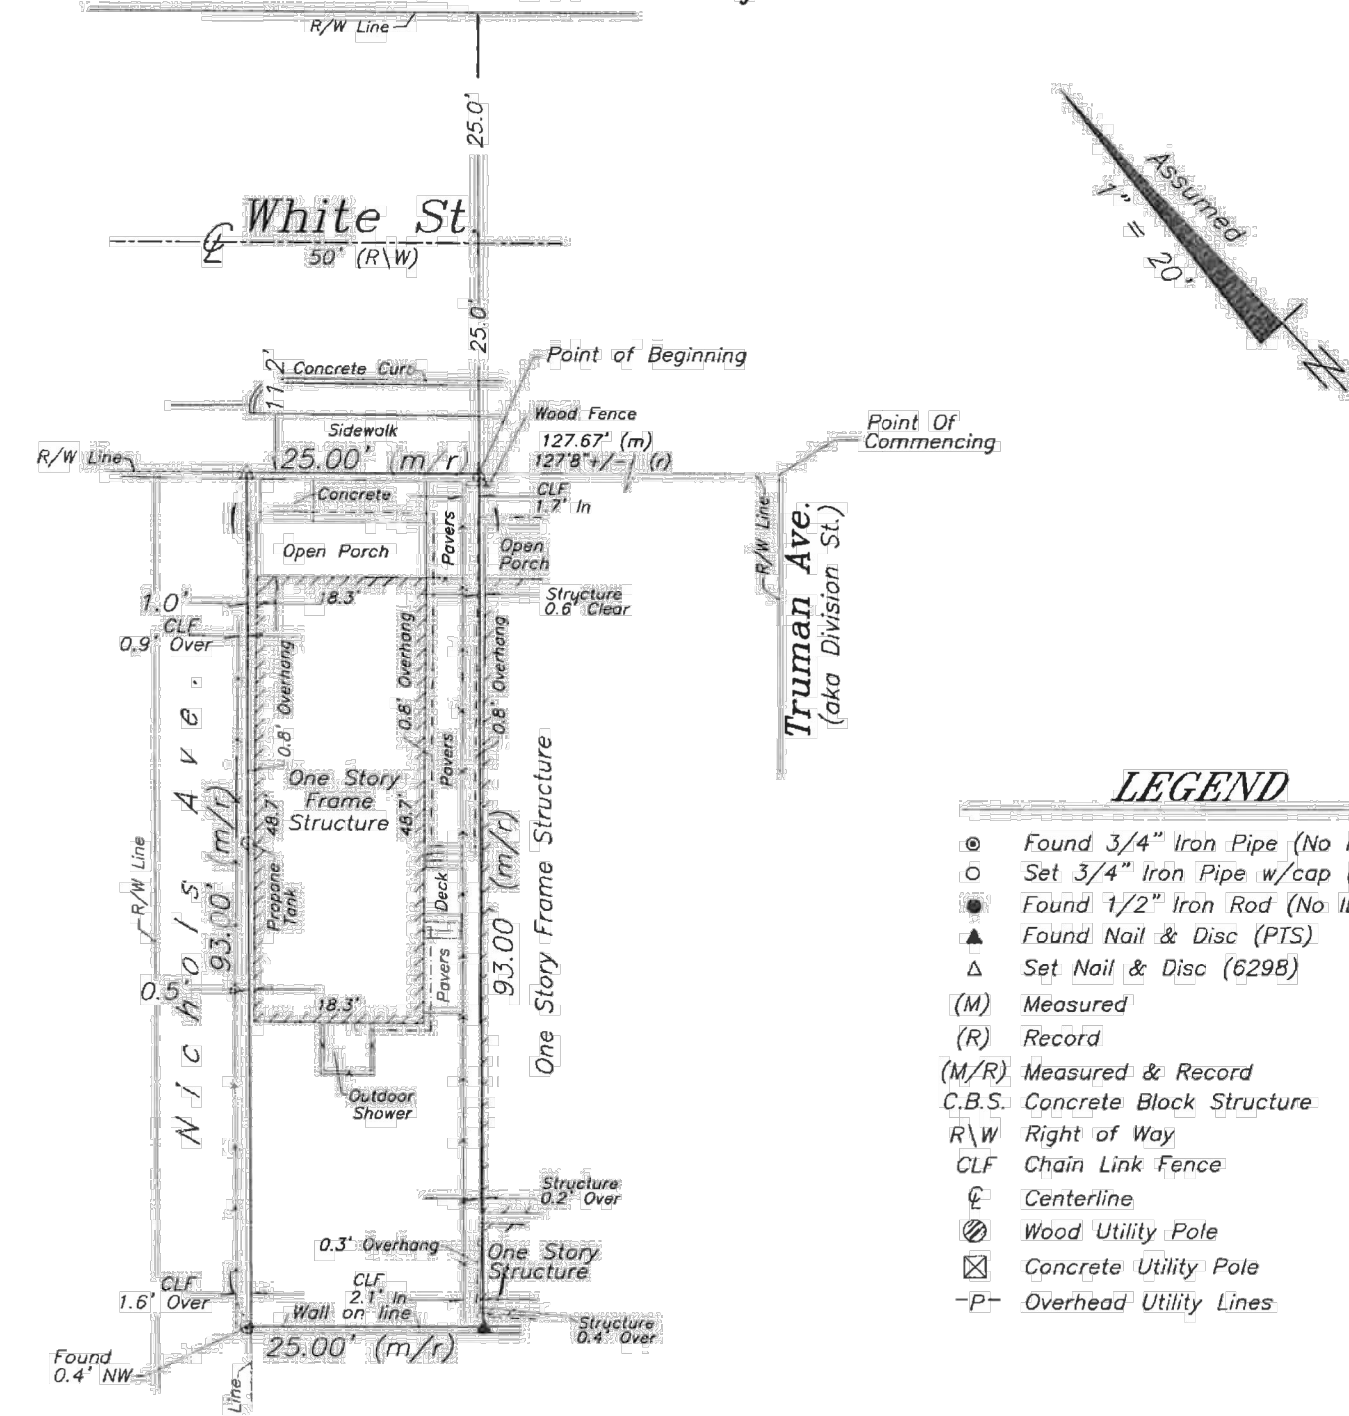 R/W Line
25.0'
White St.
℄
50' (R\W)
25.0'
Assumed
1" = 20'
N
Point of Beginning
11.2'
Concrete Curb
Wood Fence
Sidewalk
127.67' (m)
127'8"+/- (r)
Point Of
Commencing
R/W Line
25.00' (m/r)
Concrete
CLF
1.7' In
Open Porch
Pavers
Open
Porch
R/W Line
Truman Ave.
(aka Division St.)
1.0'
18.3'
Structure
0.6' Clear
CLF
0.9' Over
0.8' Overhang
0.8' Overhang
0.8' Overhang
Nichols Ave.
One Story
Frame
Structure
Pavers
48.7'
48.7'
93.00' (m/r)
93.00' (m/r)
One Story Frame Structure
R/W Line
Propane
Tank
Deck
Pavers
0.5'
18.3'
Outdoor
Shower
Structure
0.2' Over
0.3' Overhang
One Story
Structure
CLF
1.6' Over
CLF
2.1' In
Wall on line
Structure
0.4' Over
25.00' (m/r)
Found
0.4' NW
Line
LEGEND
Found 3/4" Iron Pipe (No
Set 3/4" Iron Pipe w/cap (
Found 1/2" Iron Rod (No
Found Nail & Disc (PTS)
Set Nail & Disc (6298)
(M) Measured
(R) Record
(M/R) Measured & Record
C.B.S. Concrete Block Structure
R\W Right of Way
CLF Chain Link Fence
℄ Centerline
Wood Utility Pole
Concrete Utility Pole
-P- Overhead Utility Lines